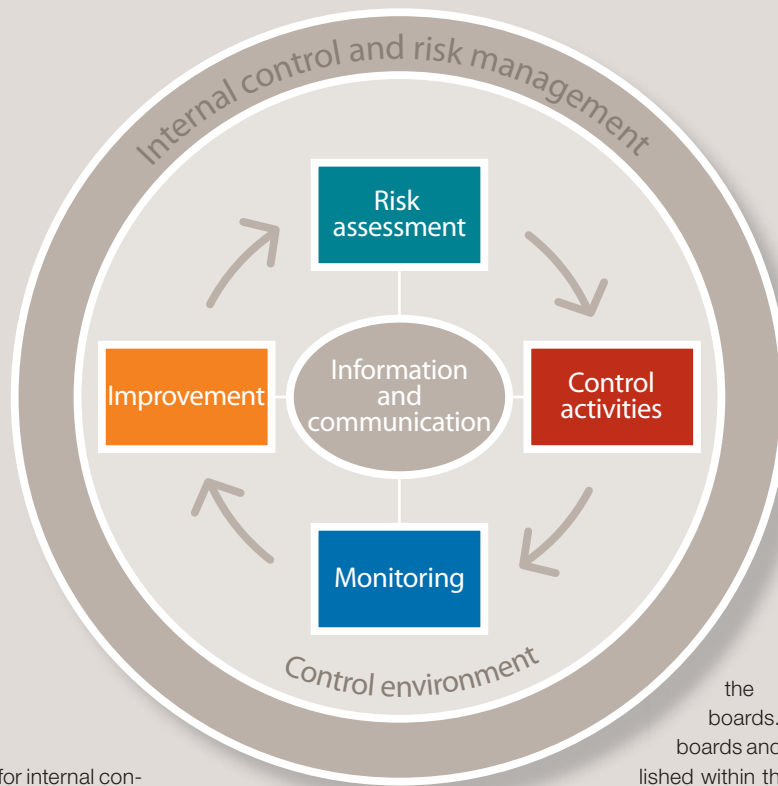 Internal control and risk management
Risk
assessment
Improvement
Information
and
communication
Control
activities
Monitoring
Control environment
the
boards.
boards and
for internal con-
lished within th